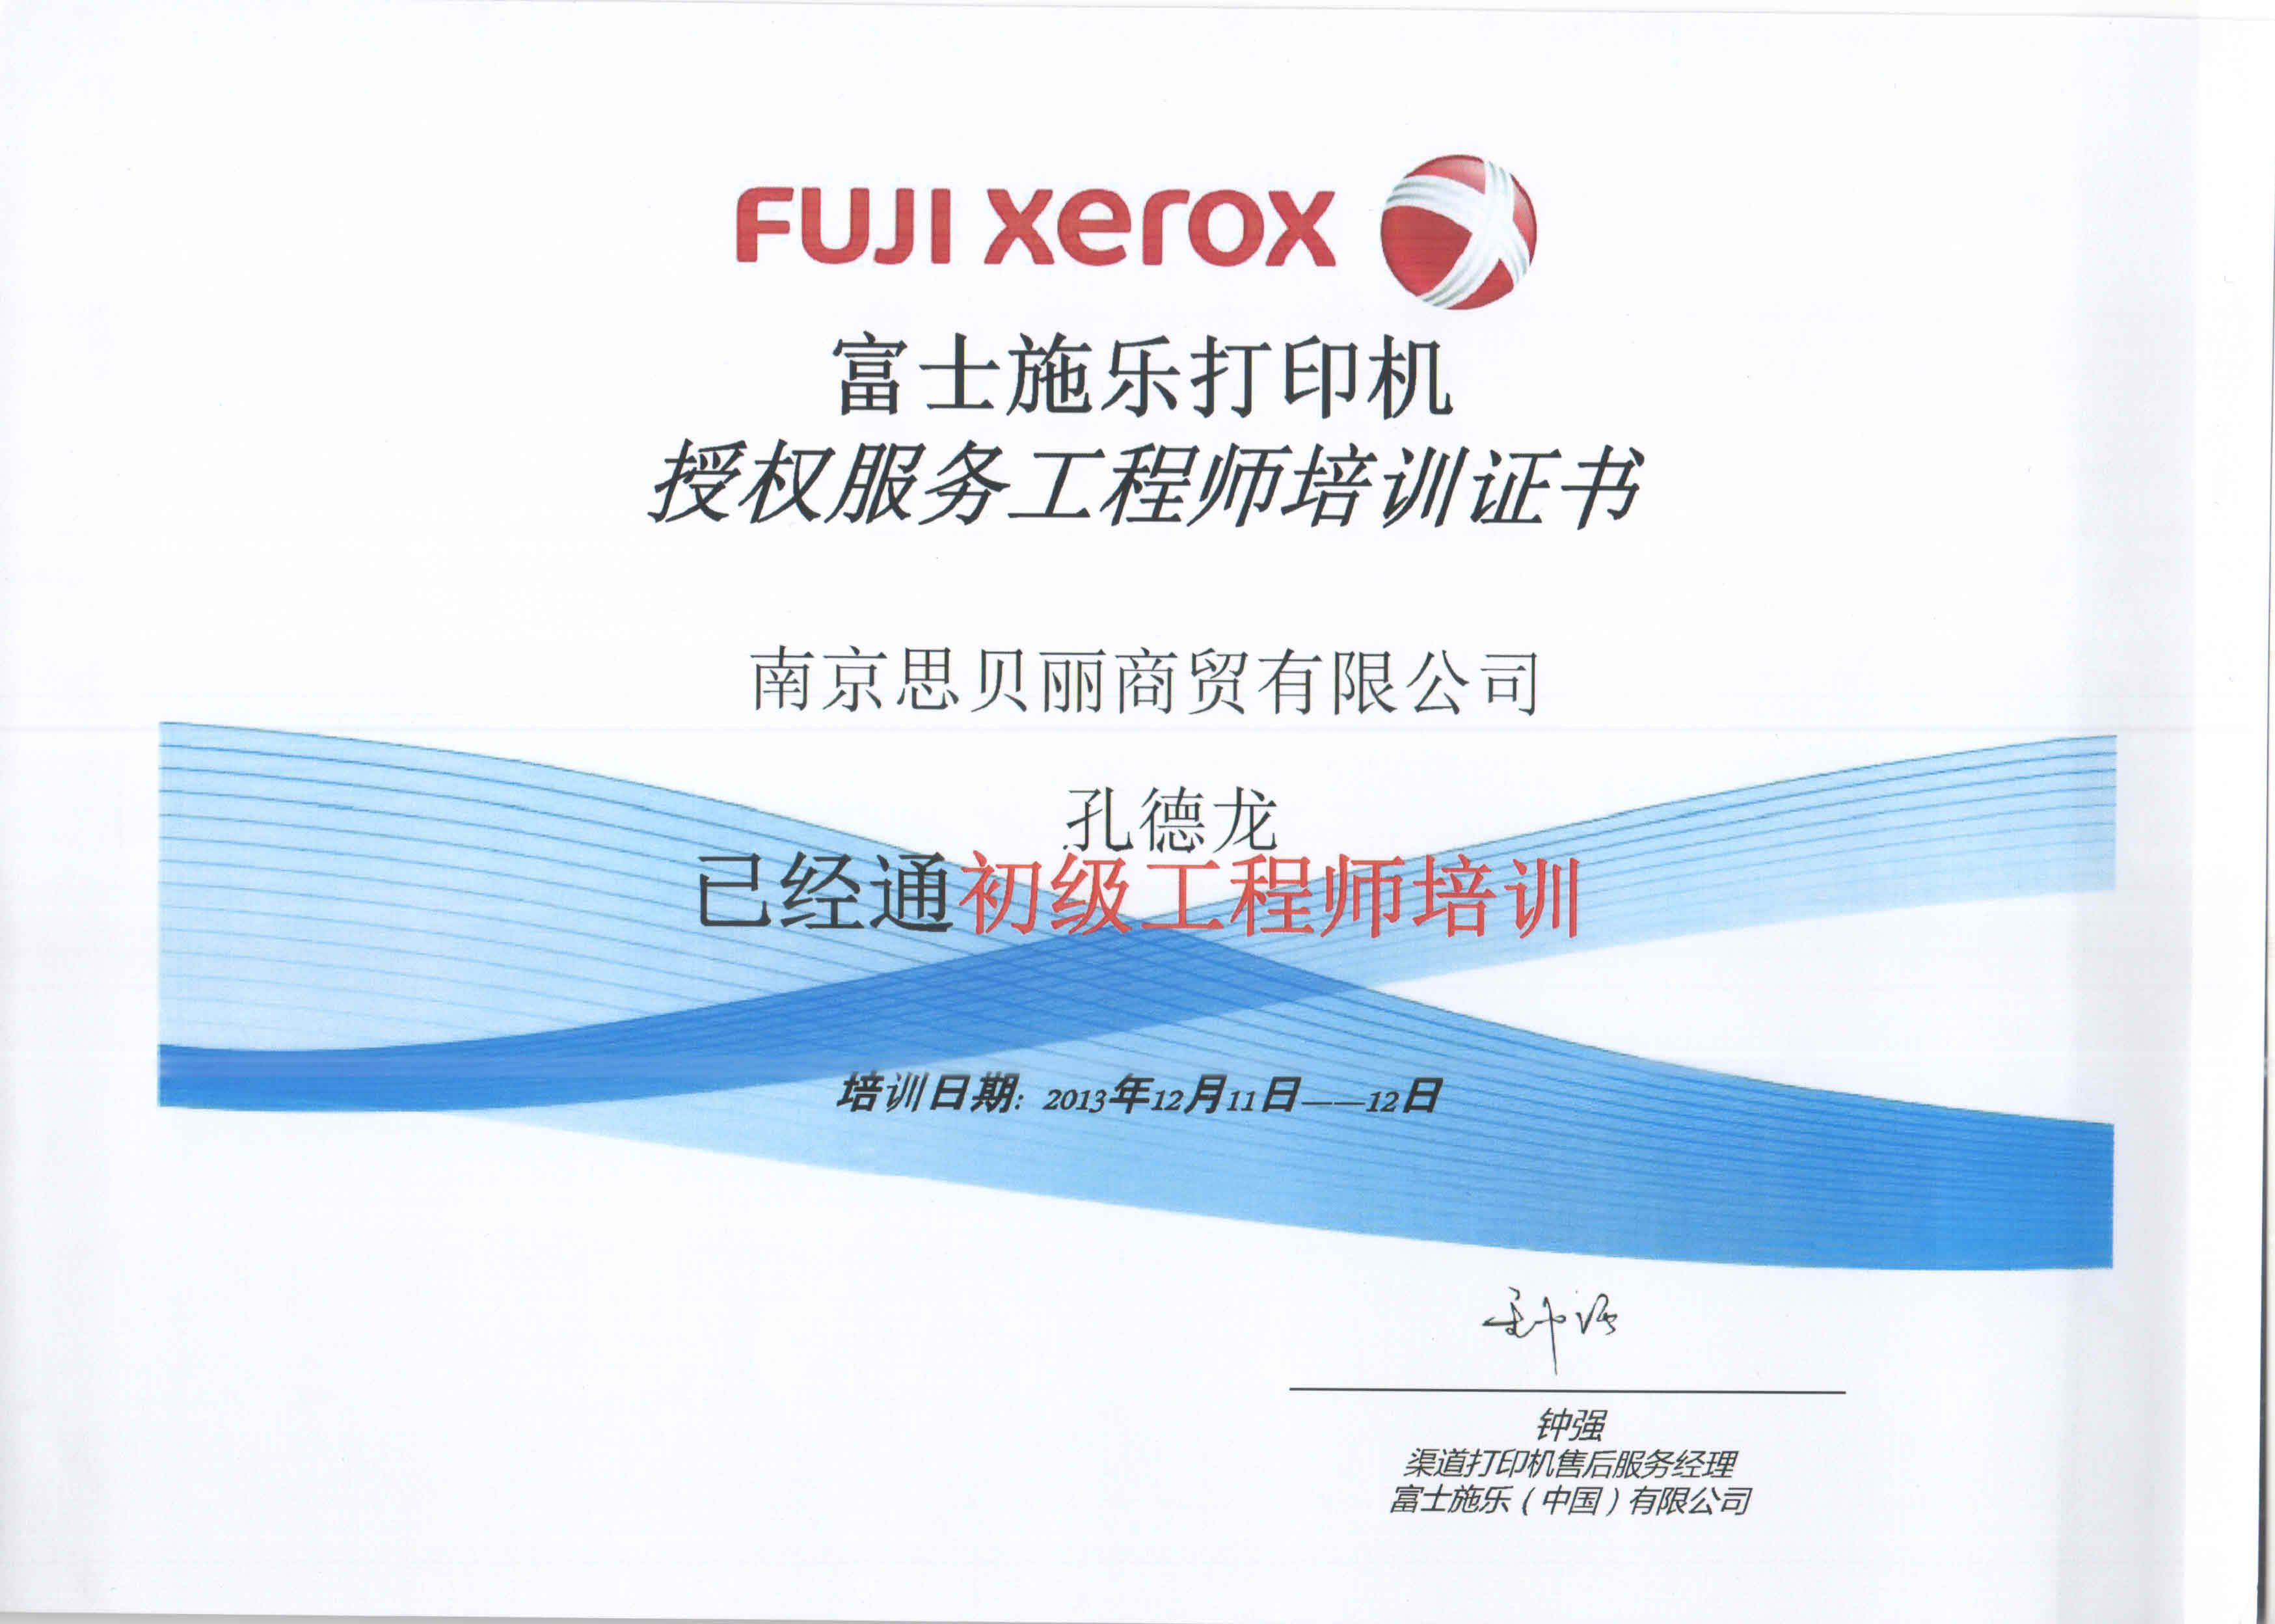 FUJI xerox
富士施乐打印机
授权服务工程师培训证书
南京思贝丽商贸有限公司
孔德龙
已经通初级工程师培训
培训日期: 2013年12月11日——12日
钟强
渠道打印机售后服务经理
富士施乐（中国）有限公司